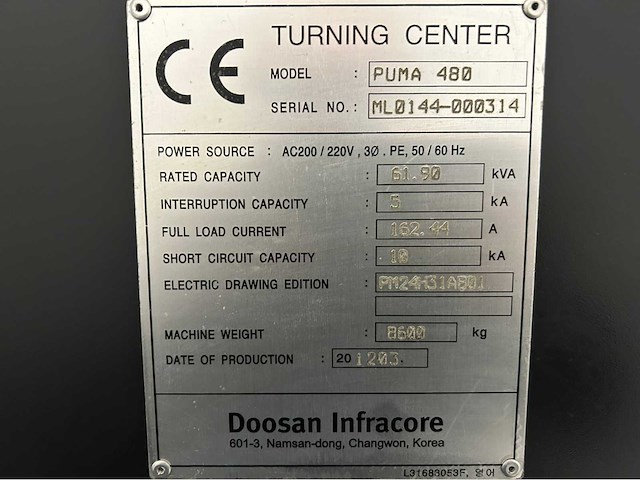 CE
TURNING CENTER
MODEL : PUMA 480
SERIAL NO. : ML0144-000314
POWER SOURCE : AC200 / 220V , 3Ø . PE, 50 / 60 Hz
RATED CAPACITY : 61.90 kVA
INTERRUPTION CAPACITY : 5 kA
FULL LOAD CURRENT : 162.44 A
SHORT CIRCUIT CAPACITY : 10 kA
ELECTRIC DRAWING EDITION :
MACHINE WEIGHT : 8600 kg
DATE OF PRODUCTION : 201203.
Doosan Infracore
601-3, Namsan-dong, Changwon, Korea
L31688053F, 영어